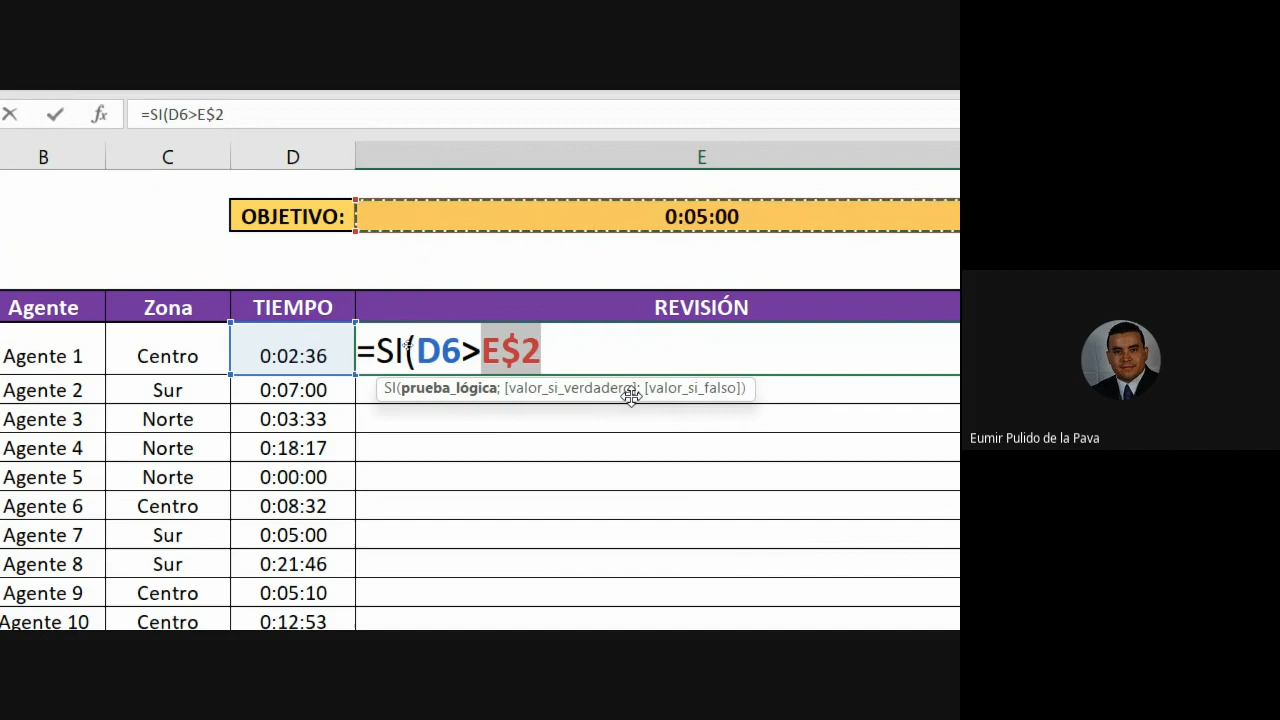 =SI(D6>E$2
B C D E
OBJETIVO: 0:05:00
Agente Zona TIEMPO REVISIÓN
Agente 1 Centro 0:02:36 =SI(D6>E$2
SI(prueba_lógica; [valor_si_verdadero]; [valor_si_falso])
Agente 2 Sur 0:07:00
Agente 3 Norte 0:03:33
Agente 4 Norte 0:18:17
Agente 5 Norte 0:00:00
Agente 6 Centro 0:08:32
Agente 7 Sur 0:05:00
Agente 8 Sur 0:21:46
Agente 9 Centro 0:05:10
Agente 10 Centro 0:12:53
Eumir Pulido de la Pava